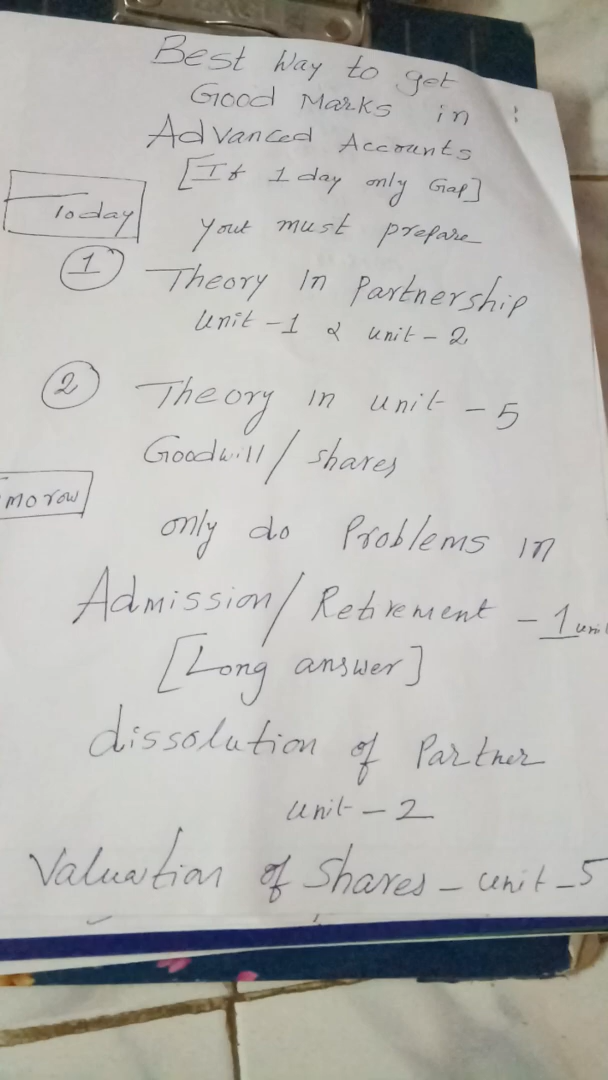 Best Way to get
Good Marks in
Advanced Accounts
[If 1 day only Gap]
Today
your must prepare
1 Theory In Partnership
Unit-1 & unit-2
2 Theory in unit-5
Goodwill/shares
morow
only do Problems in
Admission/Retirement - 1 unit
[Long answer]
dissolution of Partner
unit-2
Valuation of Shares - unit-5